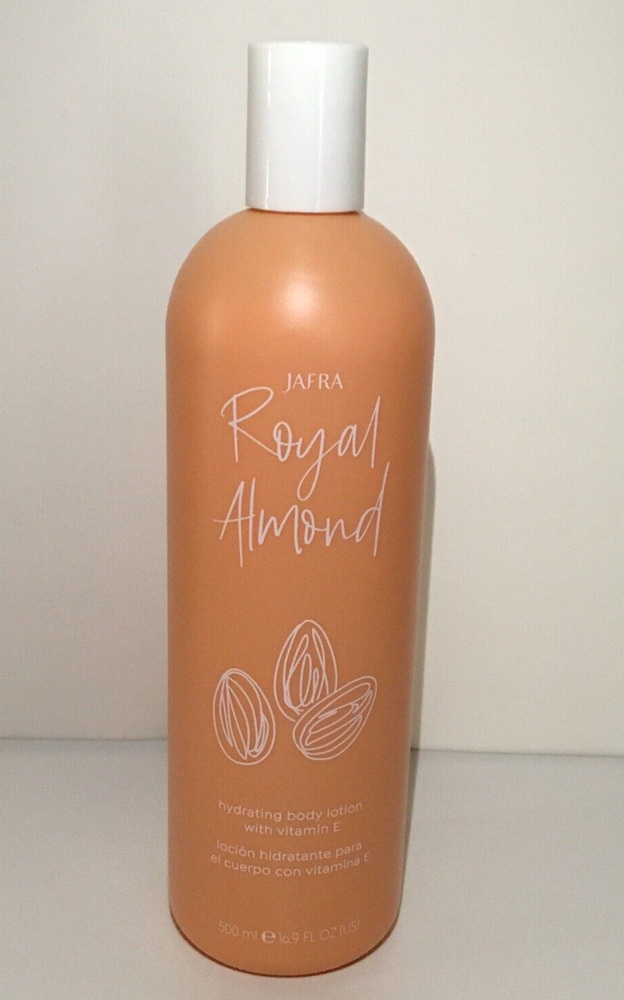 JAFRA
Royal
Almond
hydrating body lotion
with vitamin E
loción hidratante para
el cuerpo con vitamina E
500 ml ℮ 16.9 FL OZ (US)